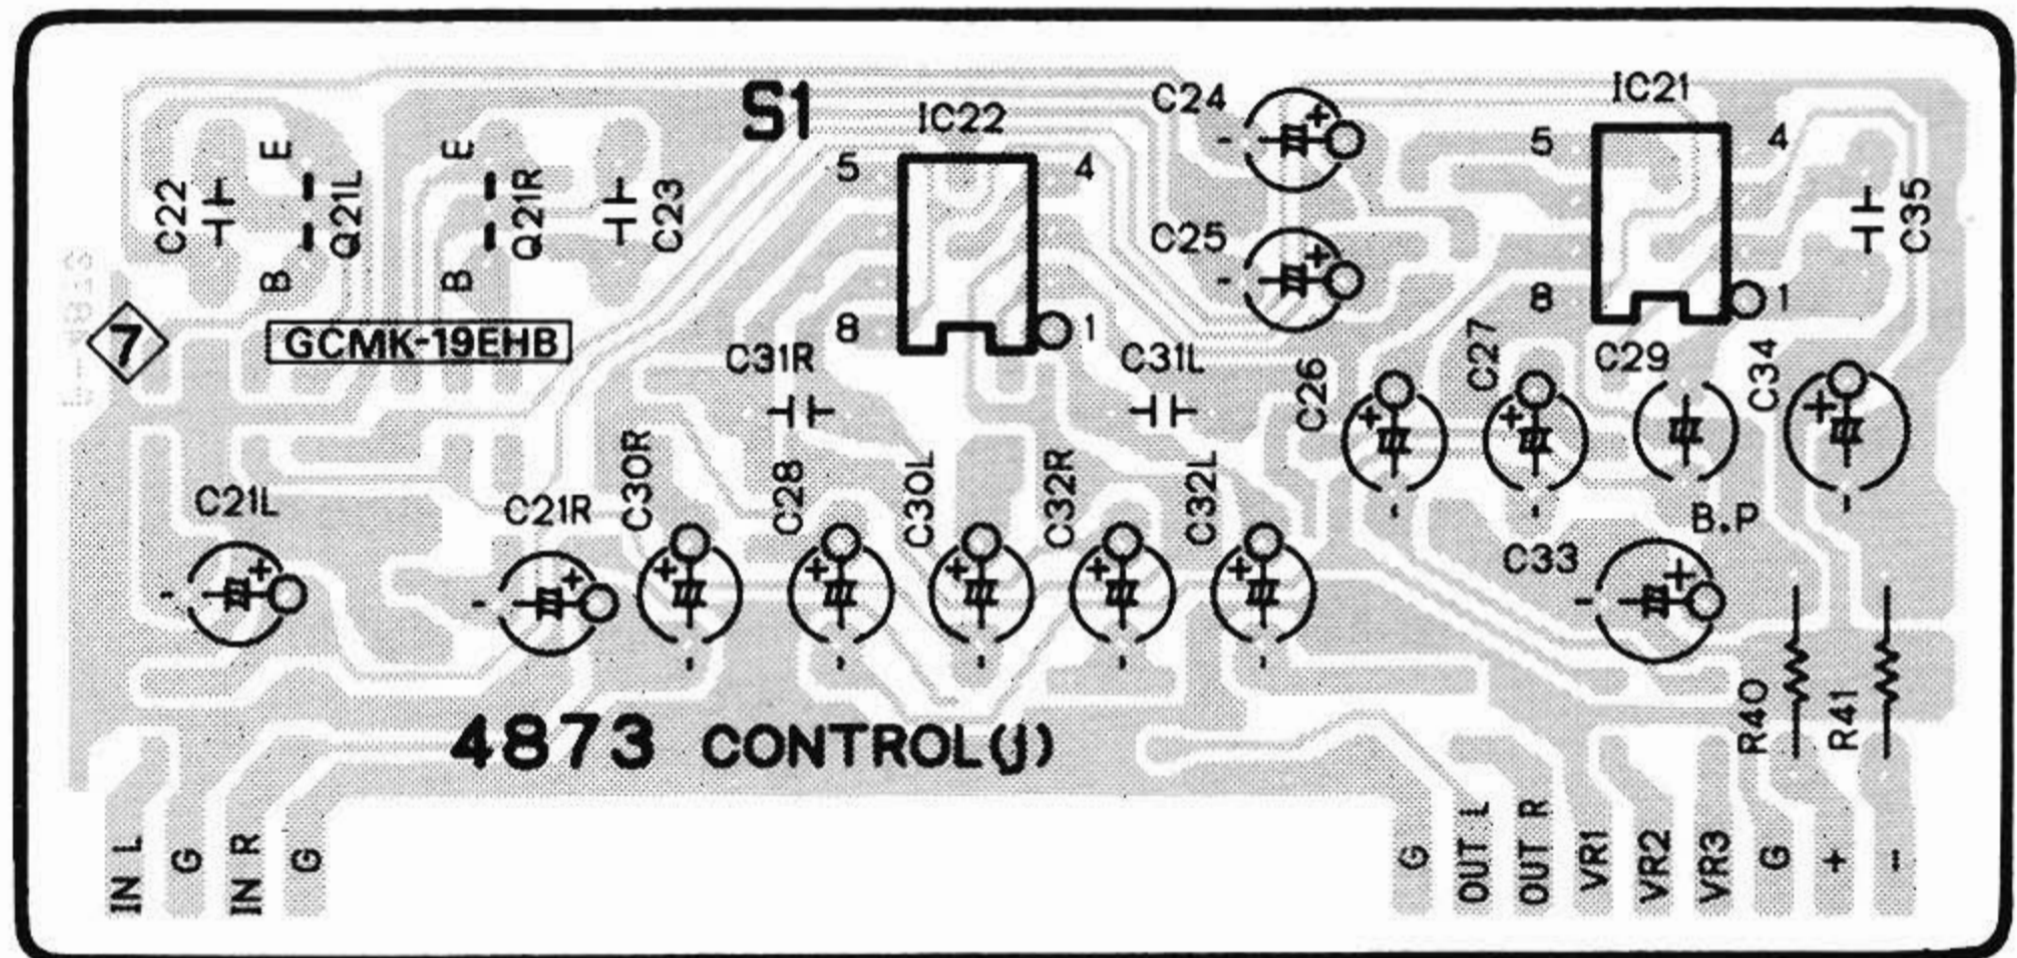 S1
C24
IC21
IC22
5
4
5
4
+
-
E
E
C22
Q21L
Q21R
C23
C35
C25
+
-
B
B
7
GCMK-19EHB
8
1
8
1
C31R
C31L
C26
C27
C29
C34
+
+
+
-
-
-
B.P
C21L
C21R
C30R
C28
C30L
C32R
C32L
C33
+
-
+
-
+
-
+
-
+
-
+
-
+
-
+
-
R40
R41
4873 CONTROL(J)
IN L
G
IN R
G
G
OUT L
OUT R
VR1
VR2
VR3
G
+
-